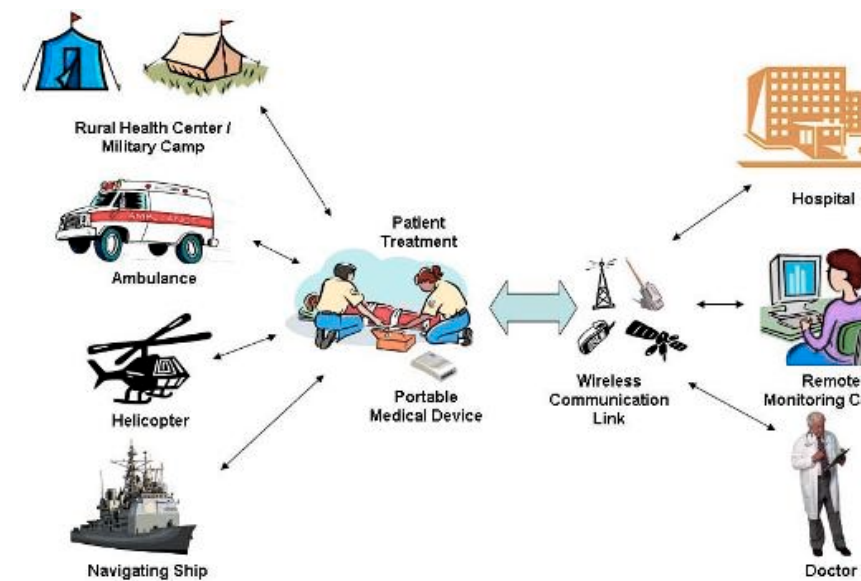 Rural Health Center /
Military Camp
AMBULANCE
Ambulance
Helicopter
Navigating Ship
Patient
Treatment
Portable
Medical Device
Wireless
Communication
Link
Hospital
Remote
Monitoring
Doctor